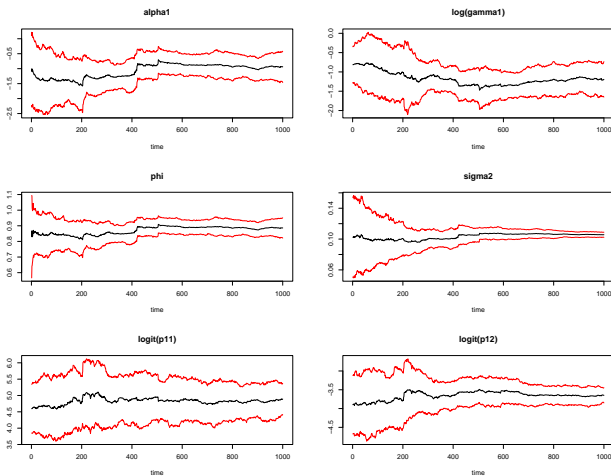 alpha1
log(gamma1)
-0.5
-1.5
-2.5
0.0
-0.5
-1.0
-1.5
-2.0
0 200 400 600 800 1000
0 200 400 600 800 1000
time
time
phi
sigma2
1.1
1.0
0.9
0.8
0.7
0.6
0.14
0.10
0.06
0 200 400 600 800 1000
0 200 400 600 800 1000
time
time
logit(p11)
logit(p12)
6.0
5.5
5.0
4.5
4.0
3.5
-3.5
-4.5
0 200 400 600 800 1000
0 200 400 600 800 1000
time
time